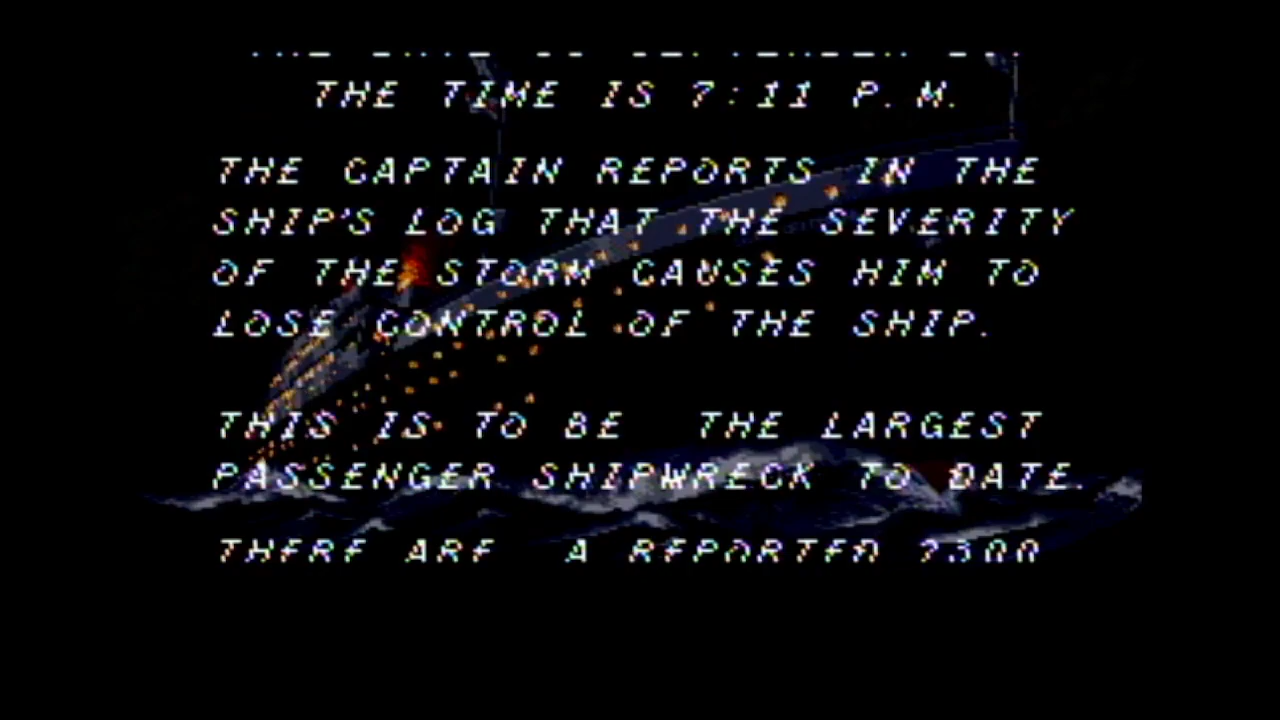 THE TIME IS 7:11 P.M.
THE CAPTAIN REPORTS IN THE
SHIP'S LOG THAT THE SEVERITY
OF THE STORM CAUSES HIM TO
LOSE CONTROL OF THE SHIP.
THIS IS TO BE THE LARGEST
PASSENGER SHIPWRECK TO DATE.
THERE ARE A REPORTED